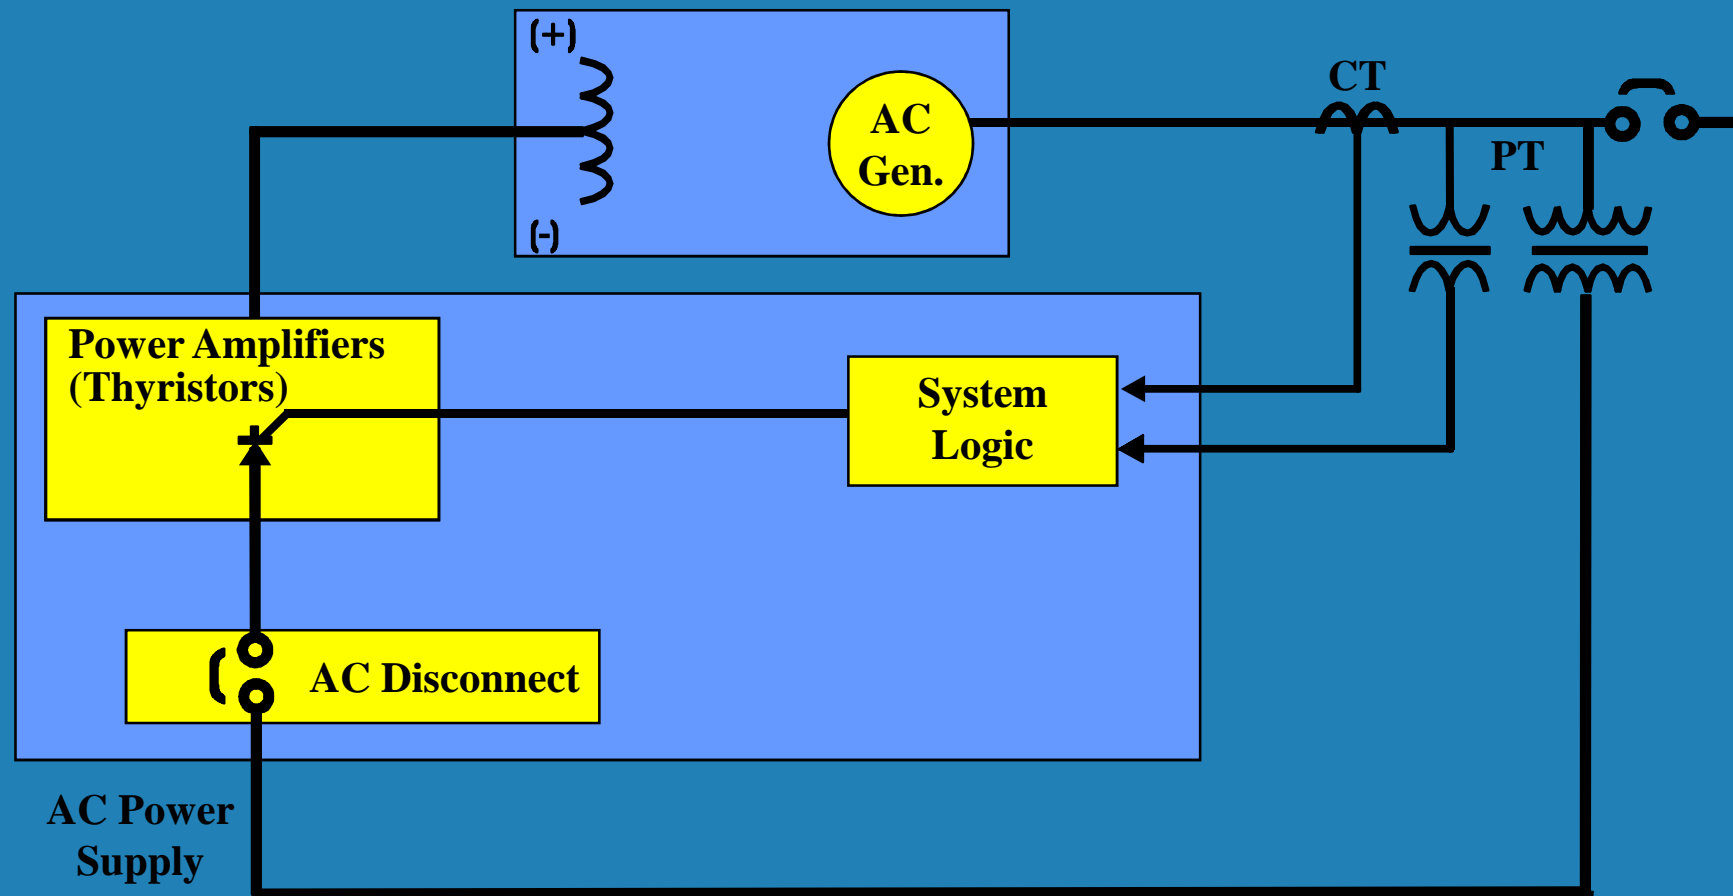 (+)
CT
AC
Gen.
PT
(-)
Power Amplifiers
(Thyristors)
System
Logic
AC Disconnect
AC Power
Supply